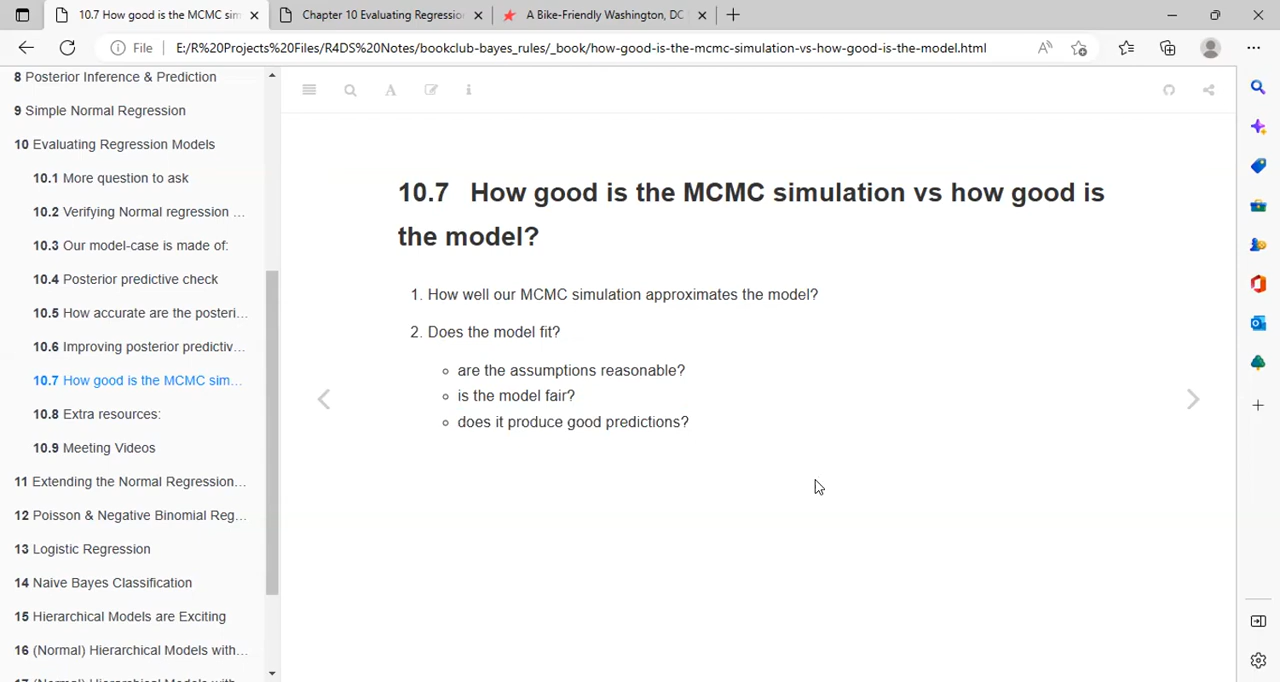 10.7 How good is the MCMC sim
Chapter 10 Evaluating Regressio
A Bike-Friendly Washington, DC
File
E:/R%20Projects%20Files/R4DS%20Notes/bookclub-bayes_rules/_book/how-good-is-the-mcmc-simulation-vs-how-good-is-the-model.html
8 Posterior Inference & Prediction
9 Simple Normal Regression
10 Evaluating Regression Models
10.1 More question to ask
10.2 Verifying Normal regression ...
10.3 Our model-case is made of:
10.4 Posterior predictive check
10.5 How accurate are the posteri...
10.6 Improving posterior predictiv...
10.7 How good is the MCMC sim...
10.8 Extra resources:
10.9 Meeting Videos
11 Extending the Normal Regression...
12 Poisson & Negative Binomial Reg...
13 Logistic Regression
14 Naive Bayes Classification
15 Hierarchical Models are Exciting
16 (Normal) Hierarchical Models with...
17 (Normal) Hierarchical Models with
10.7 How good is the MCMC simulation vs how good is
the model?
1. How well our MCMC simulation approximates the model?
2. Does the model fit?
are the assumptions reasonable?
is the model fair?
does it produce good predictions?